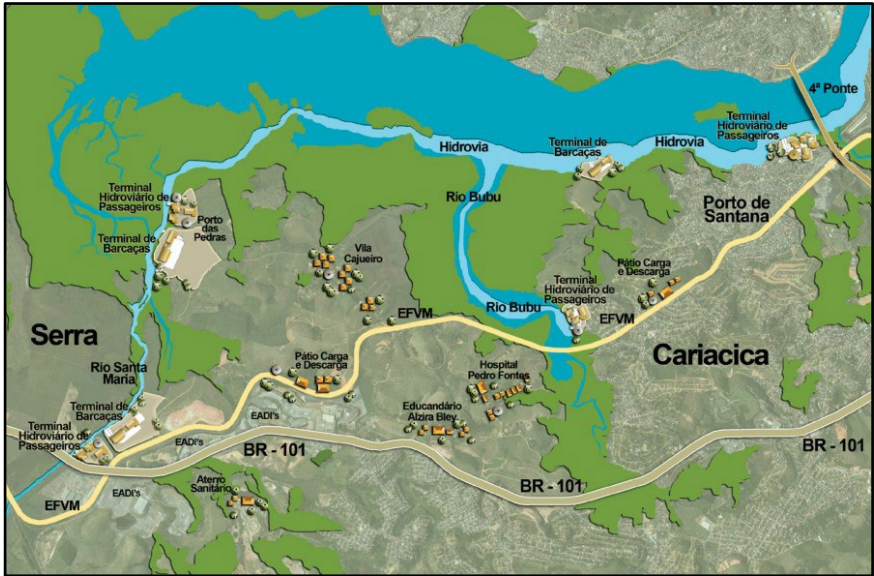 4ª Ponte
Terminal
Hidroviário de
Passageiros
Hidrovia
Terminal de
Barcaças
Hidrovia
Terminal
Hidroviário de
Passageiros
Rio Bubu
Porto de
Santana
Porto
das
Pedras
Terminal de
Barcaças
Vila
Cajueiro
Pátio Carga
e Descarga
Terminal
Hidroviário de
Passageiros
Rio Bubu
EFVM
EFVM
Serra
Cariacica
Rio Santa
Maria
Pátio Carga
e Descarga
Hospital
Pedro Fontes
Terminal de
Barcaças
Educandário
Alzira Bley.
Terminal
Hidroviário de
Passageiros
EADI's
EADI's
BR - 101
BR - 101
BR - 101
Aterro
Sanitário
EADI's
EFVM